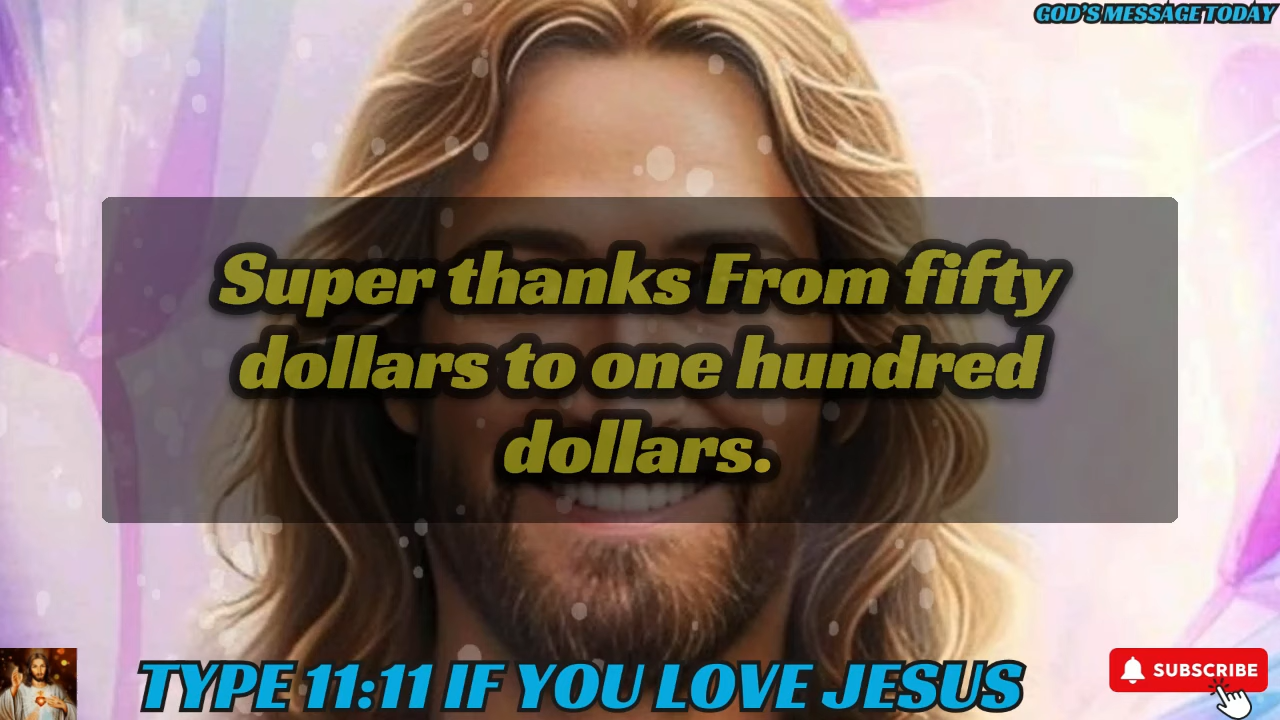 GOD'S MESSAGE TODAY
Super thanks From fifty
dollars to one hundred
dollars.
TYPE 11:11 IF YOU LOVE JESUS
SUBSCRIBE